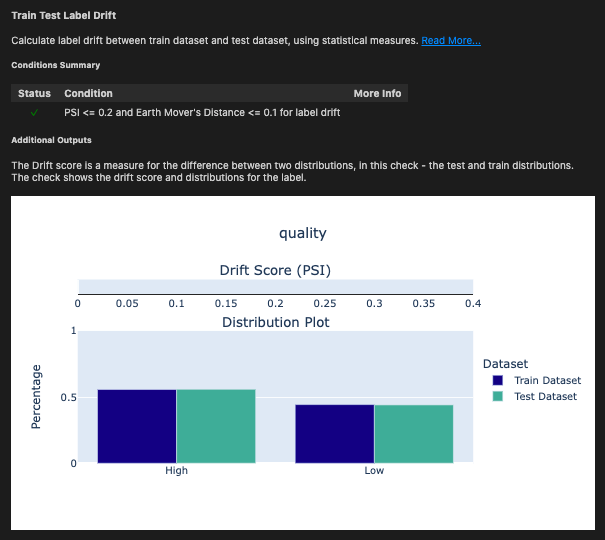 Train Test Label Drift
Calculate label drift between train dataset and test dataset, using statistical measures. Read More...
Conditions Summary
Status Condition More Info
✓ PSI <= 0.2 and Earth Mover's Distance <= 0.1 for label drift
Additional Outputs
The Drift score is a measure for the difference between two distributions, in this check - the test and train distributions.
The check shows the drift score and distributions for the label.
quality
Drift Score (PSI)
0 0.05 0.1 0.15 0.2 0.25 0.3 0.35 0.4
Distribution Plot
1
0.5
0
Percentage
High Low
Dataset
Train Dataset
Test Dataset